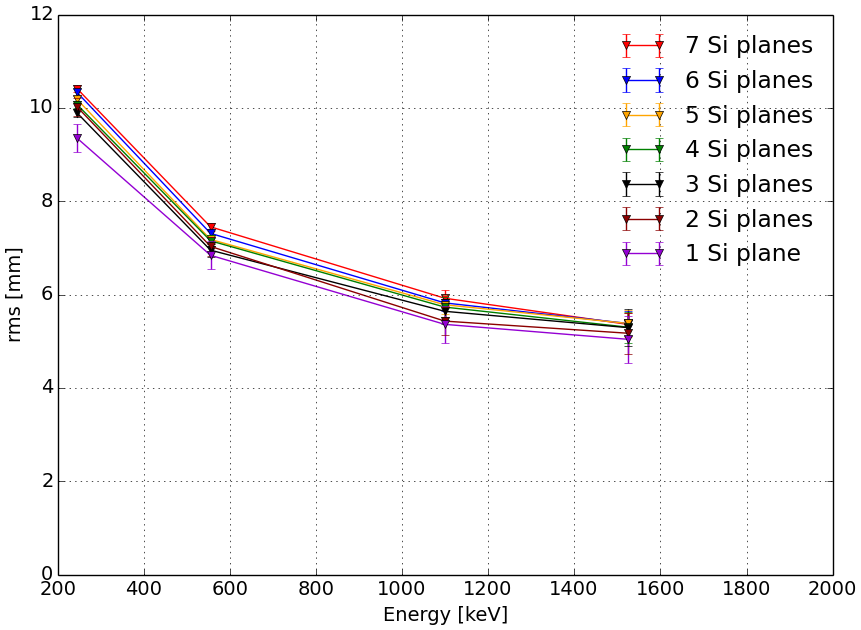 12
10
8
6
4
2
0
rms [mm]
7 Si planes
6 Si planes
5 Si planes
4 Si planes
3 Si planes
2 Si planes
1 Si plane
200 400 600 800 1000 1200 1400 1600 1800 2000
Energy [keV]